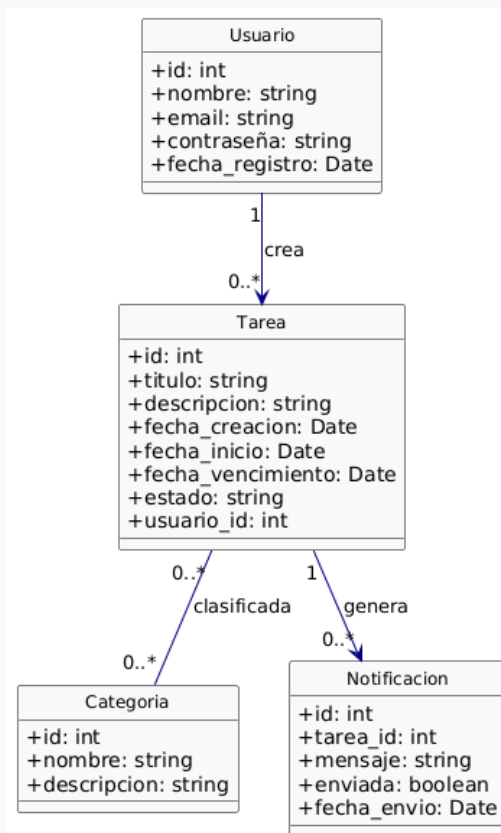 Usuario
+id: int
+nombre: string
+email: string
+contraseña: string
+fecha_registro: Date
1
crea
0..*
Tarea
+id: int
+titulo: string
+descripcion: string
+fecha_creacion: Date
+fecha_inicio: Date
+fecha_vencimiento: Date
+estado: string
+usuario_id: int
0..*
1
clasificada
genera
0..*
0..*
Categoria
+id: int
+nombre: string
+descripcion: string
Notificacion
+id: int
+tarea_id: int
+mensaje: string
+enviada: boolean
+fecha_envio: Date